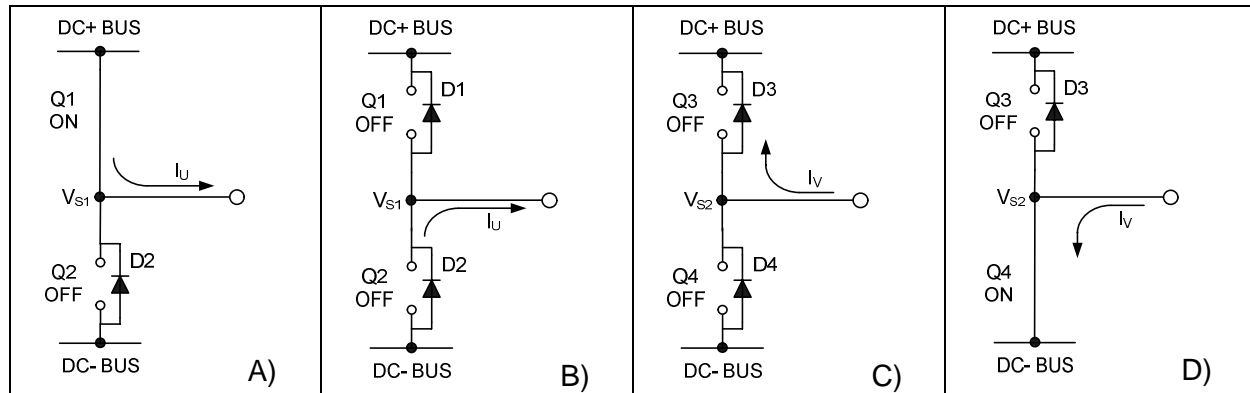 DC+ BUS
Q1
ON
I_U
V_S1
Q2
OFF
D2
DC- BUS
A)
DC+ BUS
Q1
OFF
D1
V_S1
I_U
Q2
OFF
D2
DC- BUS
B)
DC+ BUS
Q3
OFF
D3
I_V
V_S2
Q4
OFF
D4
DC- BUS
C)
DC+ BUS
Q3
OFF
D3
V_S2
I_V
Q4
ON
DC- BUS
D)